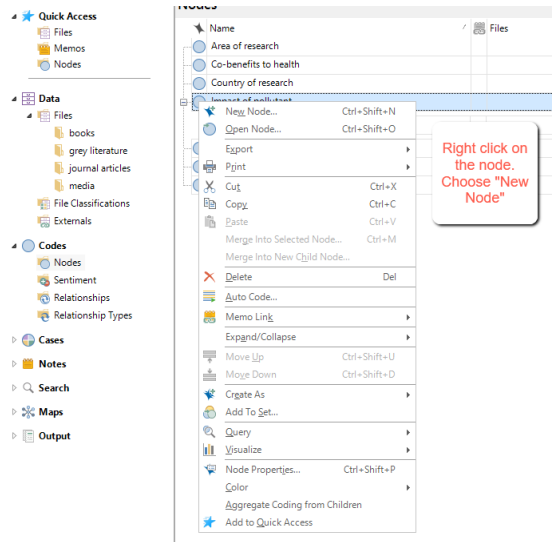 Quick Access
Files
Memos
Nodes
Data
Files
books
grey literature
journal articles
media
File Classifications
Externals
Codes
Nodes
Sentiment
Relationships
Relationship Types
Cases
Notes
Search
Maps
Output
Nodes
Name
Files
Area of research
Co-benefits to health
Country of research
Impact of pollutant
New Node... Ctrl+Shift+N
Open Node... Ctrl+Shift+O
Export
Print
Cut Ctrl+X
Copy Ctrl+C
Paste Ctrl+V
Merge Into Selected Node... Ctrl+M
Merge Into New Child Node...
Delete Del
Auto Code...
Memo Link
Expand/Collapse
Move Up Ctrl+Shift+U
Move Down Ctrl+Shift+D
Create As
Add To Set...
Query
Visualize
Node Properties... Ctrl+Shift+P
Color
Aggregate Coding from Children
Add to Quick Access
Right click on
the node.
Choose "New
Node"